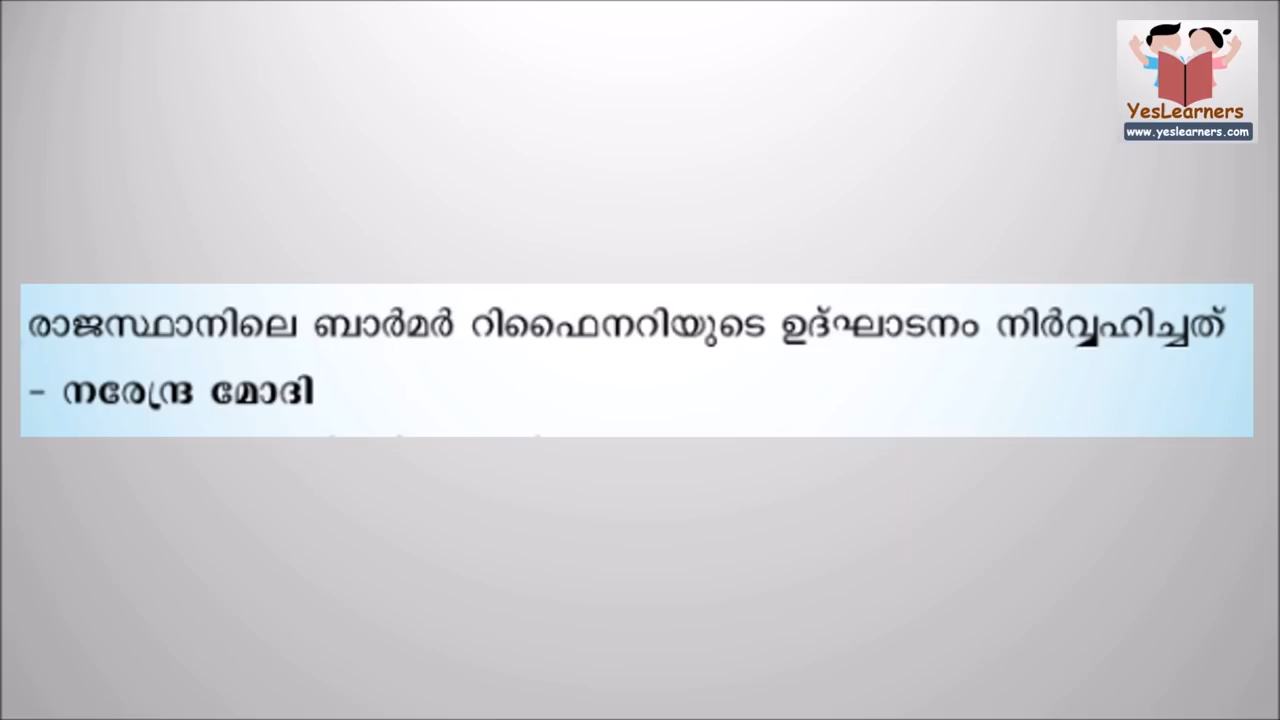 YesLearners
www.yeslearners.com
രാജസ്ഥാനിലെ ബാർമർ റിഫൈനറിയുടെ ഉദ്ഘാടനം നിർവ്വഹിച്ചത്
- നരേന്ദ്ര മോദി